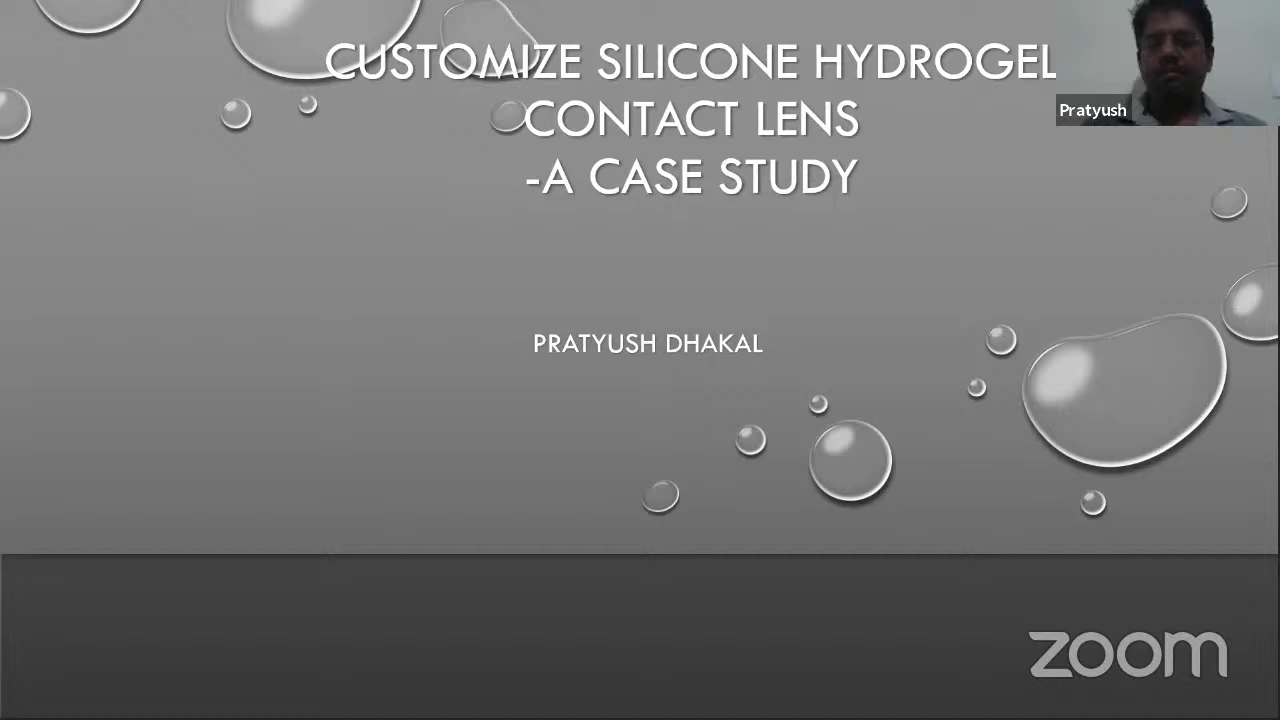 CUSTOMIZE SILICONE HYDROGEL
CONTACT LENS
-A CASE STUDY
Pratyush
PRATYUSH DHAKAL
zoom